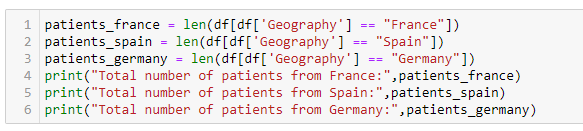 1 patients_france = len(df[df['Geography'] == "France"])
2 patients_spain = len(df[df['Geography'] == "Spain"])
3 patients_germany = len(df[df['Geography'] == "Germany"])
4 print("Total number of patients from France:",patients_france)
5 print("Total number of patients from Spain:",patients_spain)
6 print("Total number of patients from Germany:",patients_germany)